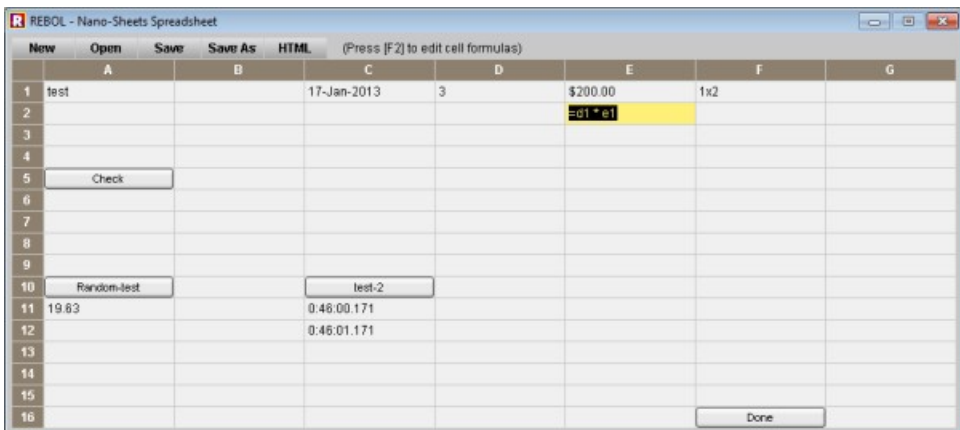 R REBOL - Nano-Sheets Spreadsheet
New Open Save Save As HTML (Press [F2] to edit cell formulas)
A B C D E F G
1 test 17-Jan-2013 3 $200.00 1x2
2 =d1 * e1
3
4
5 Check
6
7
8
9
10 Random-test test-2
11 19.63 0:46:00.171
12 0:46:01.171
13
14
15
16 Done